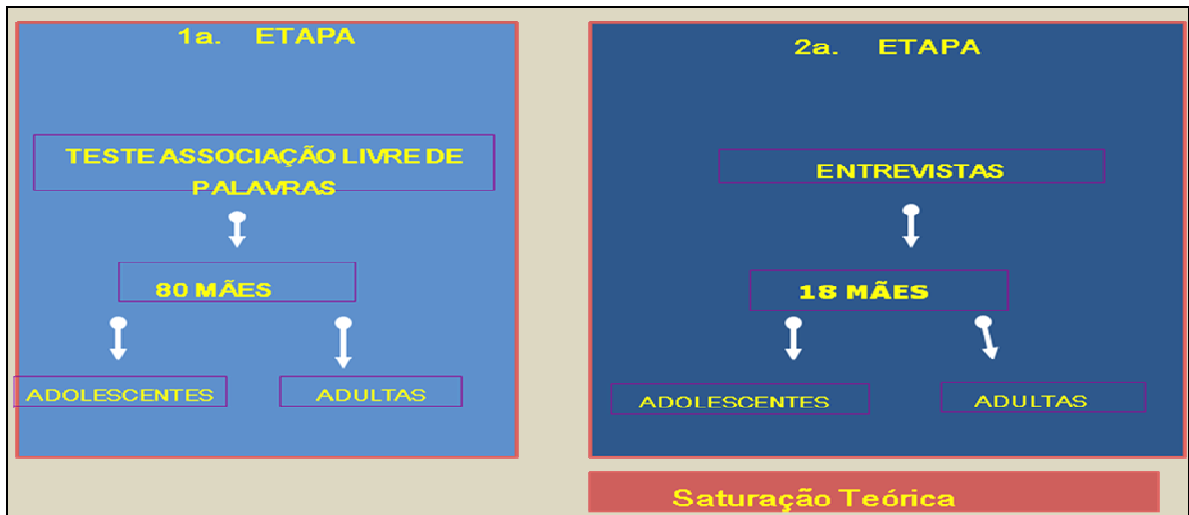 1a. ETAPA
TESTE ASSOCIAÇÃO LIVRE DE
PALAVRAS
80 MÃES
ADOLESCENTES
ADULTAS
2a. ETAPA
ENTREVISTAS
18 MÃES
ADOLESCENTES
ADULTAS
Saturação Teórica